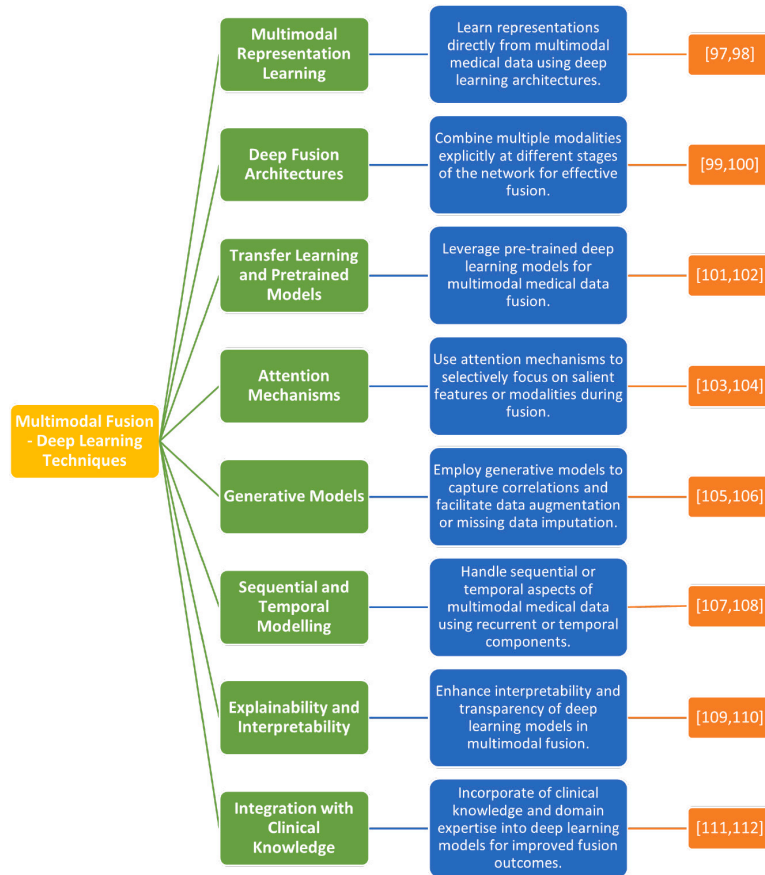 Multimodal Fusion
- Deep Learning
Techniques
Multimodal
Representation
Learning
Learn representations
directly from multimodal
medical data using deep
learning architectures.
[97,98]
Deep Fusion
Architectures
Combine multiple modalities
explicitly at different stages
of the network for effective
fusion.
[99,100]
Transfer Learning
and Pretrained
Models
Leverage pre-trained deep
learning models for
multimodal medical data
fusion.
[101,102]
Attention
Mechanisms
Use attention mechanisms to
selectively focus on salient
features or modalities during
fusion.
[103,104]
Generative Models
Employ generative models to
capture correlations and
facilitate data augmentation
or missing data imputation.
[105,106]
Sequential and
Temporal
Modelling
Handle sequential or
temporal aspects of
multimodal medical data
using recurrent or temporal
components.
[107,108]
Explainability and
Interpretability
Enhance interpretability and
transparency of deep
learning models in
multimodal fusion.
[109,110]
Integration with
Clinical
Knowledge
Incorporate of clinical
knowledge and domain
expertise into deep learning
models for improved fusion
outcomes.
[111,112]